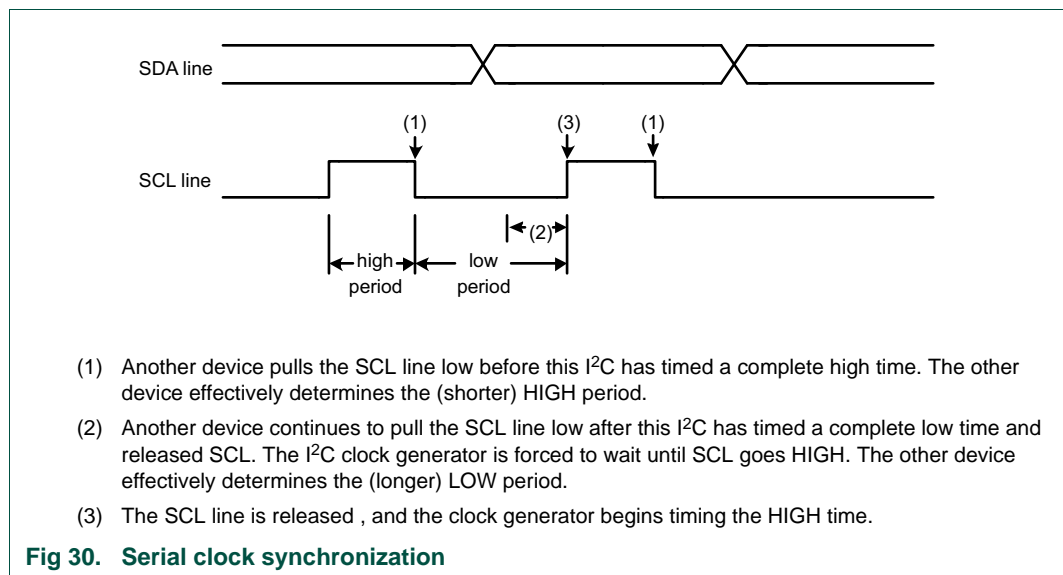 SDA line
(1) (3) (1)
SCL line
(2)
high low
period period
(1) Another device pulls the SCL line low before this I²C has timed a complete high time. The other
device effectively determines the (shorter) HIGH period.
(2) Another device continues to pull the SCL line low after this I²C has timed a complete low time and
released SCL. The I²C clock generator is forced to wait until SCL goes HIGH. The other device
effectively determines the (longer) LOW period.
(3) The SCL line is released , and the clock generator begins timing the HIGH time.
Fig 30. Serial clock synchronization